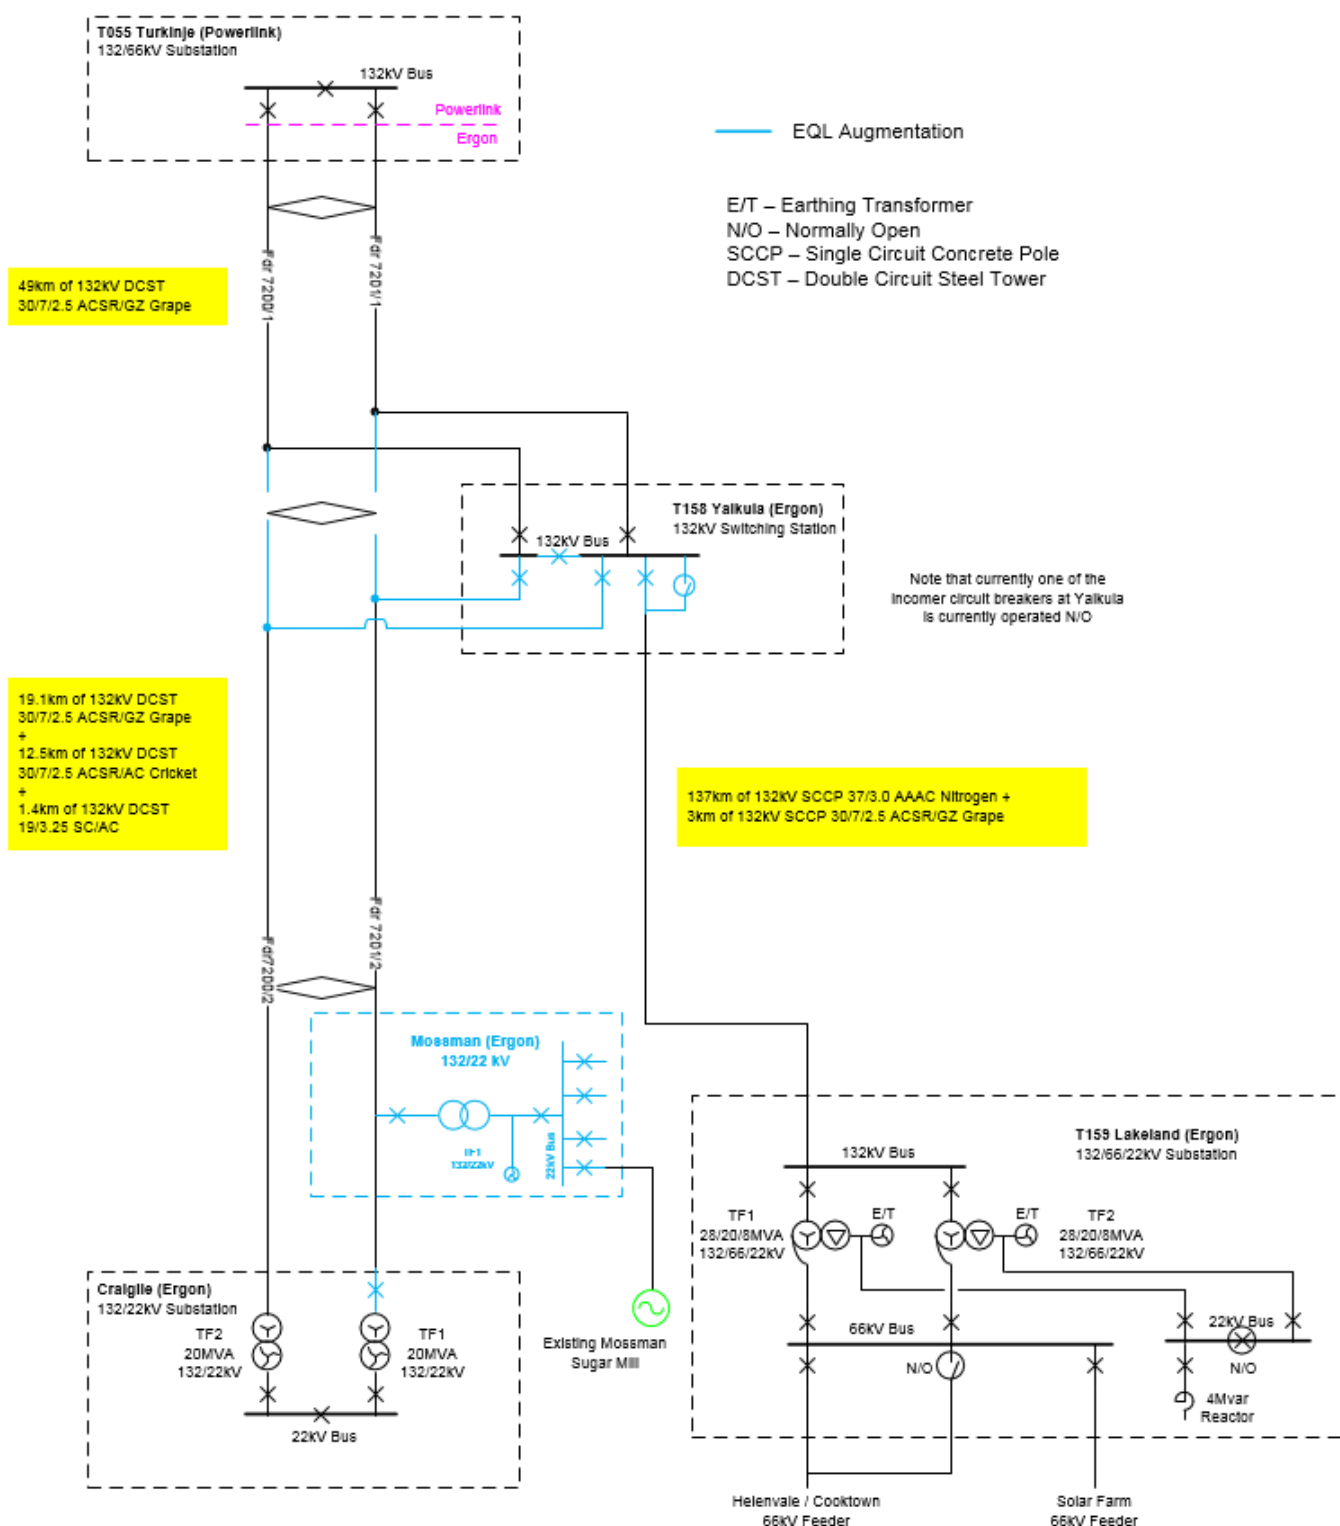 T055 Turkinje (Powerlink)
132/66kV Substation
132kV Bus
Powerlink
Ergon
EQL Augmentation
E/T – Earthing Transformer
N/O – Normally Open
SCCP – Single Circuit Concrete Pole
DCST – Double Circuit Steel Tower
Fdr 7200/1
Fdr 7201/1
49km of 132kV DCST
30/7/2.5 ACSR/GZ Grape
T158 Yalkula (Ergon)
132kV Switching Station
132kV Bus
Note that currently one of the
incomer circuit breakers at Yalkula
is currently operated N/O
19.1km of 132kV DCST
30/7/2.5 ACSR/GZ Grape
+
12.5km of 132kV DCST
30/7/2.5 ACSR/AC Cricket
+
1.4km of 132kV DCST
19/3.25 SC/AC
137km of 132kV SCCP 37/3.0 AAAC Nitrogen +
3km of 132kV SCCP 30/7/2.5 ACSR/GZ Grape
Fdr7200/2
Fdr 7201/2
Mossman (Ergon)
132/22 kV
TF1
132/22kV
22kV Bus
Existing Mossman
Sugar Mill
Craiglie (Ergon)
132/22kV Substation
TF2
20MVA
132/22kV
TF1
20MVA
132/22kV
22kV Bus
T159 Lakeland (Ergon)
132/66/22kV Substation
132kV Bus
TF1
28/20/8MVA
132/66/22kV
E/T
E/T
TF2
28/20/8MVA
132/66/22kV
66kV Bus
N/O
22kV Bus
N/O
4Mvar
Reactor
Helenvale / Cooktown
66kV Feeder
Solar Farm
66kV Feeder